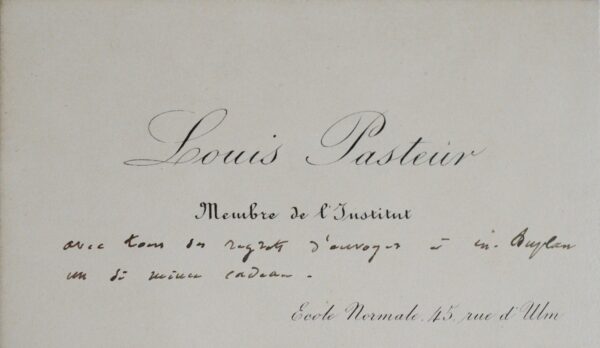 Louis Pasteur
Membre de l'Institut
avec tous ses regrets d'envoyer à m. Duplan
un si mince cadeau.
Ecole Normale, 45, rue d'Ulm